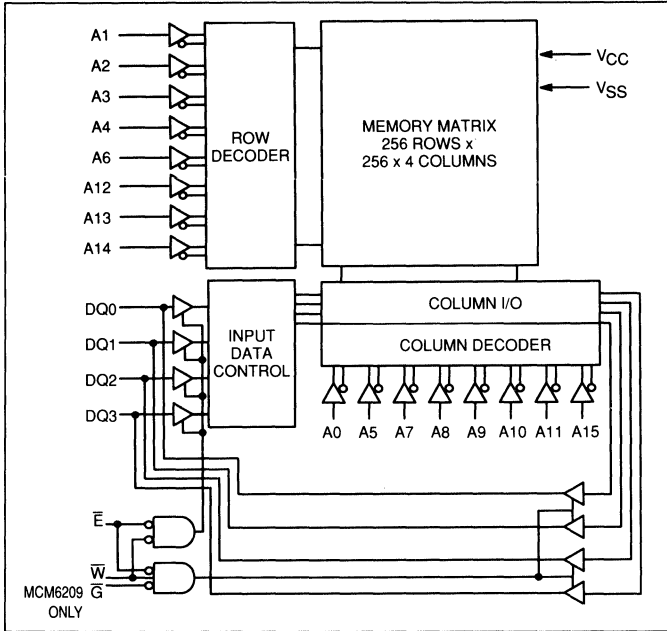 A1
A2
A3
A4
A6
A12
A13
A14
ROW
DECODER
MEMORY MATRIX
256 ROWS x
256 x 4 COLUMNS
VCC
VSS
DQ0
DQ1
DQ2
DQ3
INPUT
DATA
CONTROL
COLUMN I/O
COLUMN DECODER
A0 A5 A7 A8 A9 A10 A11 A15
E̅
W̅
MCM6209 G̅
ONLY